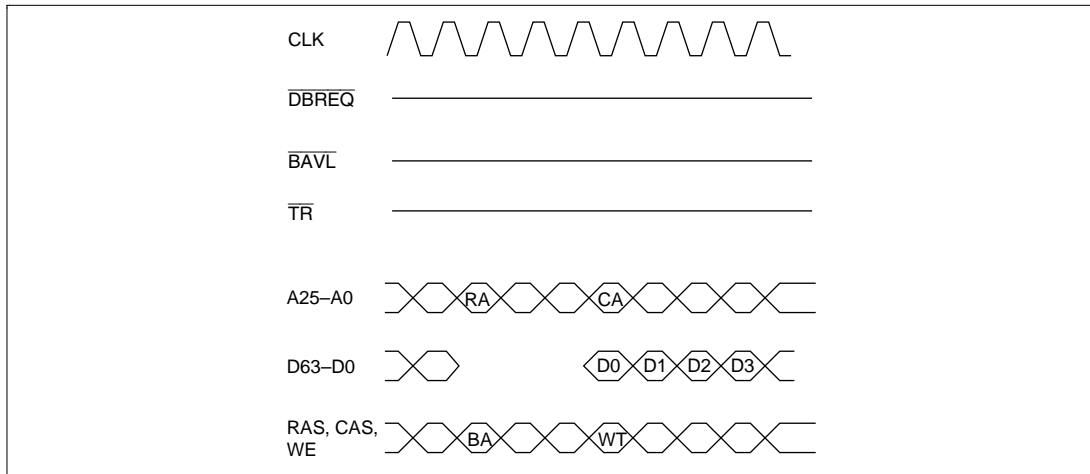 CLK
DBREQ
BAVL
TR
A25–A0 RA CA
D63–D0 D0 D1 D2 D3
RAS, CAS,
WE BA WT